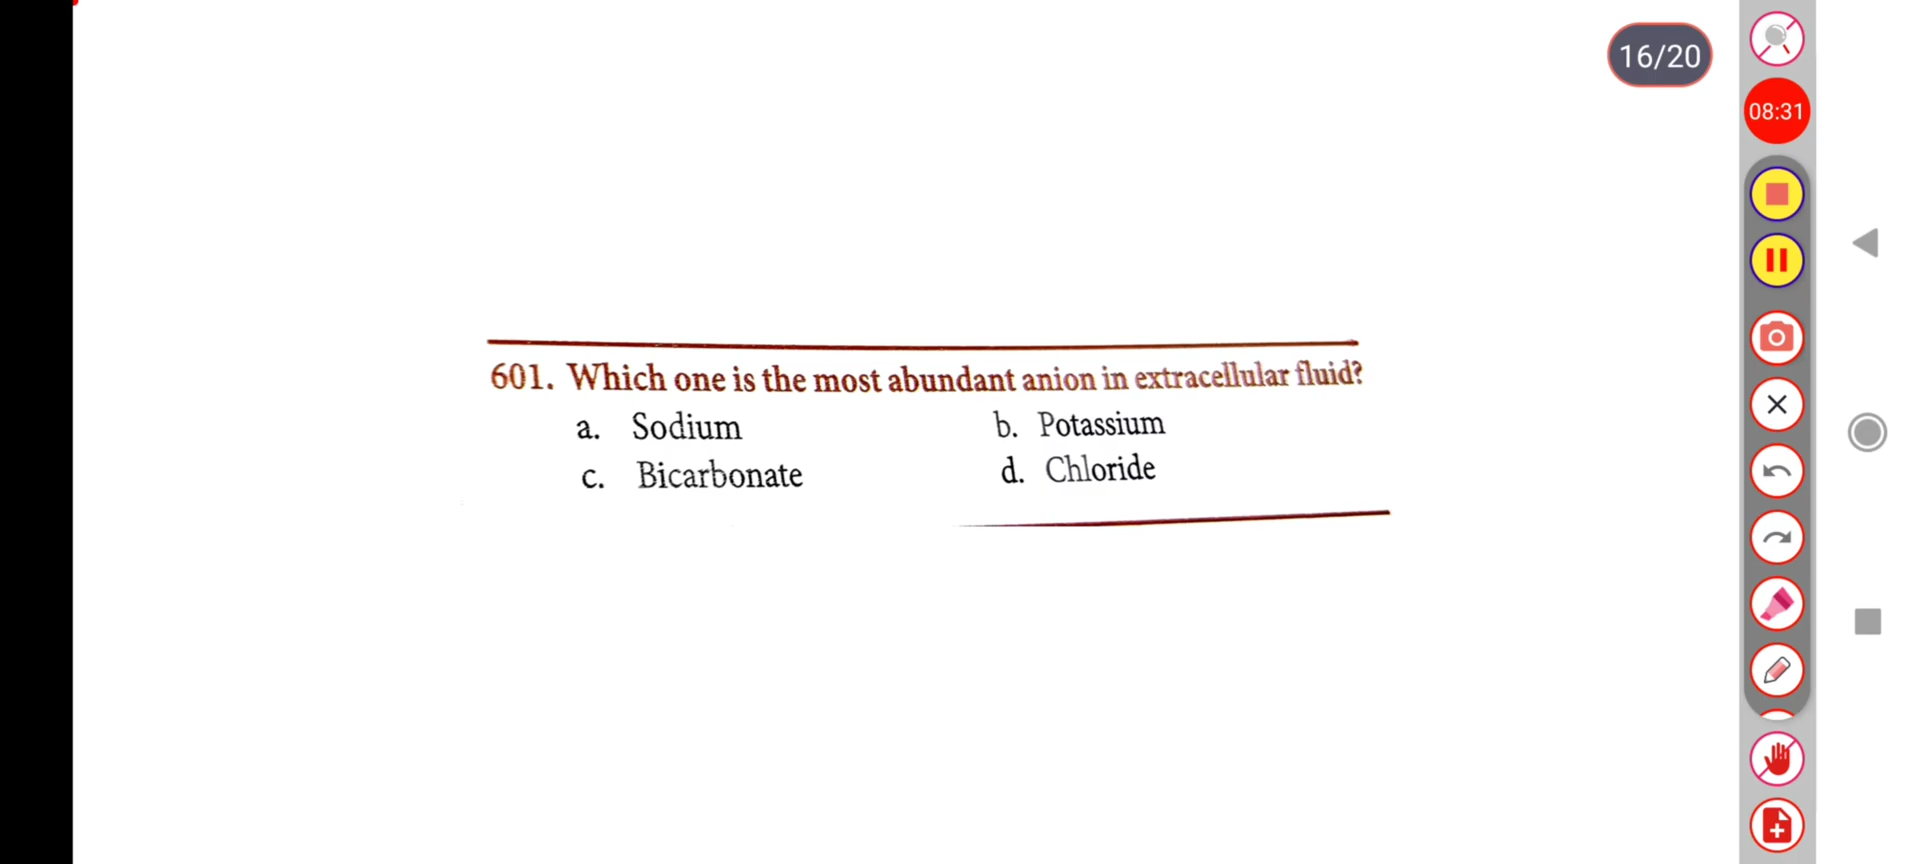 16/20
08:31
601. Which one is the most abundant anion in extracellular fluid?
a. Sodium
b. Potassium
c. Bicarbonate
d. Chloride